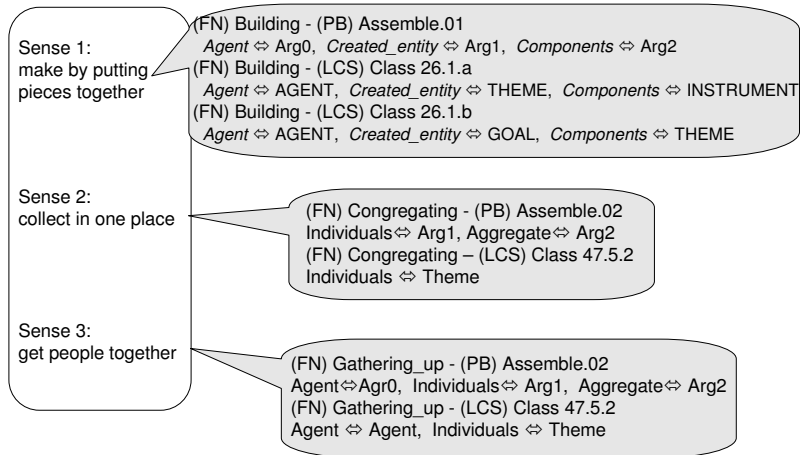 Sense 1:
make by putting
pieces together
(FN) Building - (PB) Assemble.01
Agent ⇔ Arg0, Created_entity ⇔ Arg1, Components ⇔ Arg2
(FN) Building - (LCS) Class 26.1.a
Agent ⇔ AGENT, Created_entity ⇔ THEME, Components ⇔ INSTRUMENT
(FN) Building - (LCS) Class 26.1.b
Agent ⇔ AGENT, Created_entity ⇔ GOAL, Components ⇔ THEME
Sense 2:
collect in one place
(FN) Congregating - (PB) Assemble.02
Individuals⇔ Arg1, Aggregate⇔ Arg2
(FN) Congregating – (LCS) Class 47.5.2
Individuals ⇔ Theme
Sense 3:
get people together
(FN) Gathering_up - (PB) Assemble.02
Agent⇔Agr0, Individuals⇔ Arg1, Aggregate⇔ Arg2
(FN) Gathering_up - (LCS) Class 47.5.2
Agent ⇔ Agent, Individuals ⇔ Theme